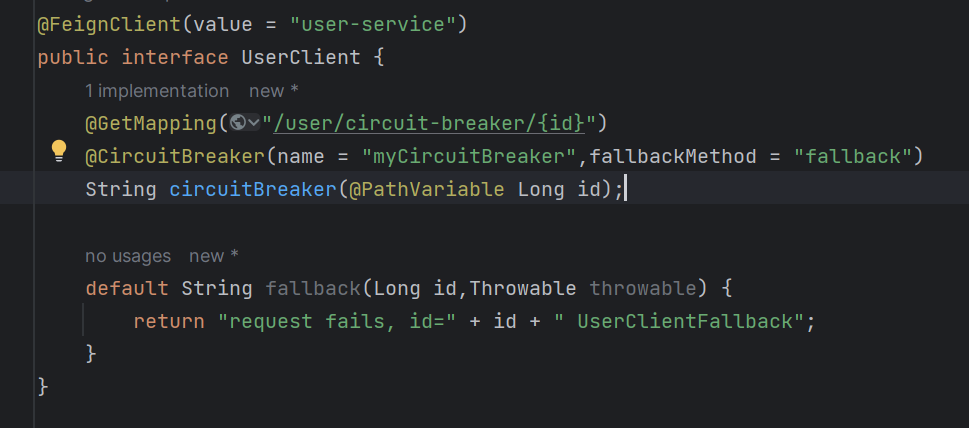 @FeignClient(value = "user-service")
public interface UserClient {
1 implementation new *
@GetMapping("/user/circuit-breaker/{id}")
@CircuitBreaker(name = "myCircuitBreaker",fallbackMethod = "fallback")
String circuitBreaker(@PathVariable Long id);
no usages new *
default String fallback(Long id,Throwable throwable) {
return "request fails, id=" + id + " UserClientFallback";
}
}